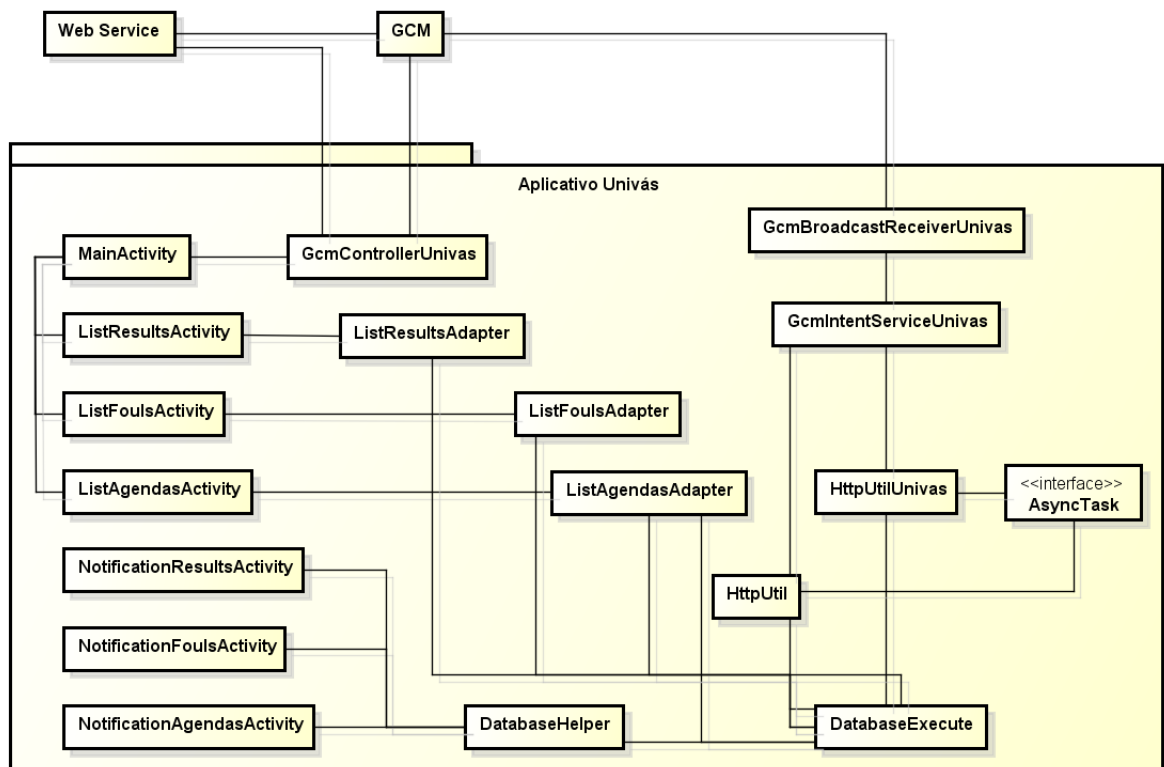 Web Service
GCM
Aplicativo Univás
GcmBroadcastReceiverUnivas
MainActivity
GcmControllerUnivas
GcmIntentServiceUnivas
ListResultsActivity
ListResultsAdapter
ListFoulsActivity
ListFoulsAdapter
ListAgendasActivity
ListAgendasAdapter
HttpUtilUnivas
<<interface>>
AsyncTask
NotificationResultsActivity
HttpUtil
NotificationFoulsActivity
NotificationAgendasActivity
DatabaseHelper
DatabaseExecute